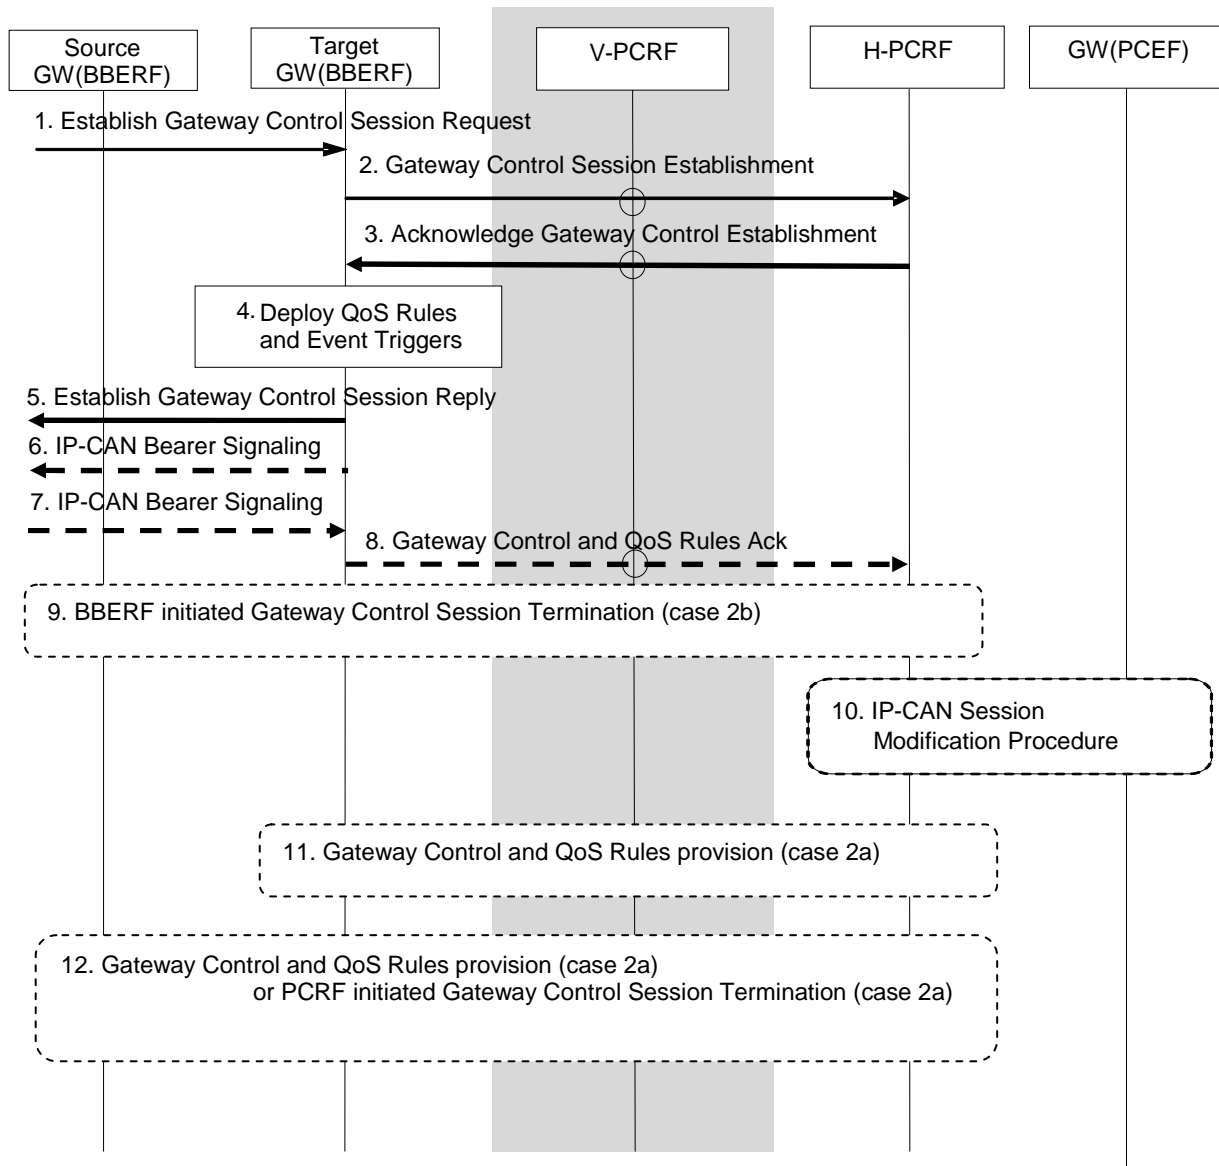 Source
GW(BBERF)
Target
GW(BBERF)
V-PCRF
H-PCRF
GW(PCEF)
1. Establish Gateway Control Session Request
2. Gateway Control Session Establishment
3. Acknowledge Gateway Control Establishment
4. Deploy QoS Rules
and Event Triggers
5. Establish Gateway Control Session Reply
6. IP-CAN Bearer Signaling
7. IP-CAN Bearer Signaling
8. Gateway Control and QoS Rules Ack
9. BBERF initiated Gateway Control Session Termination (case 2b)
10. IP-CAN Session
Modification Procedure
11. Gateway Control and QoS Rules provision (case 2a)
12. Gateway Control and QoS Rules provision (case 2a)
or PCRF initiated Gateway Control Session Termination (case 2a)